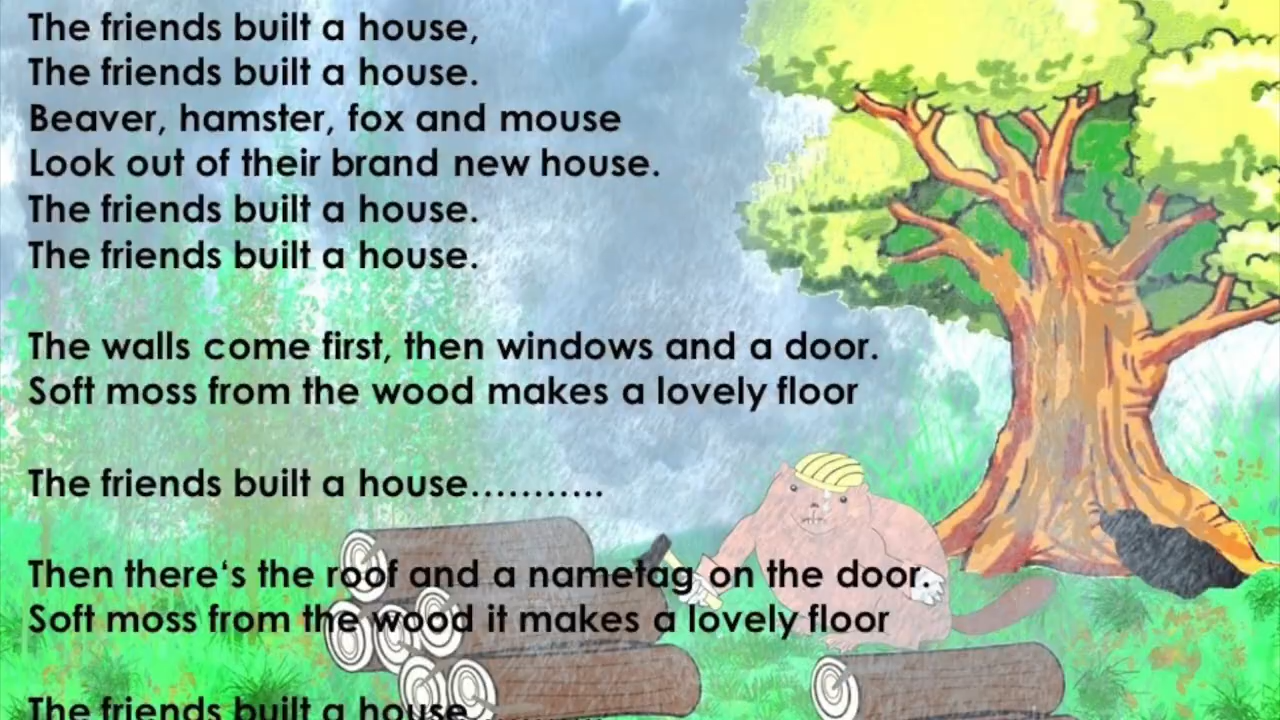 The friends built a house,
The friends built a house.
Beaver, hamster, fox and mouse
Look out of their brand new house.
The friends built a house.
The friends built a house.
The walls come first, then windows and a door.
Soft moss from the wood makes a lovely floor
The friends built a house...........
Then there‘s the roof and a nametag on the door.
Soft moss from the wood it makes a lovely floor
The friends built a house...........